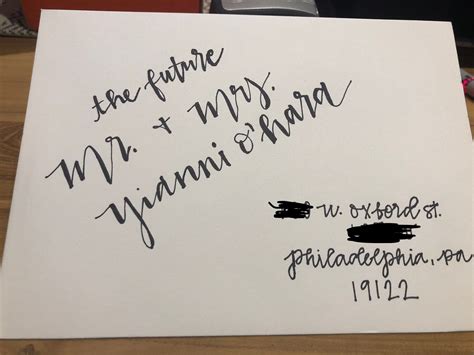 the future
mr. + mrs.
yianni o'hara
w. oxford st.
philadelphia, pa
19122